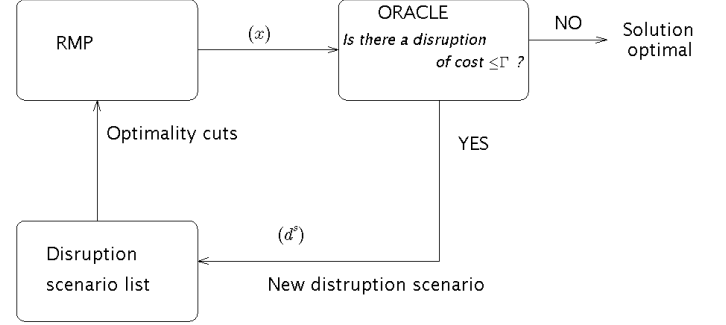 RMP
(x)
ORACLE
Is there a disruption
of cost ≤Γ ?
NO
Solution
optimal
Optimality cuts
YES
(dˢ)
Disruption
scenario list
New distruption scenario